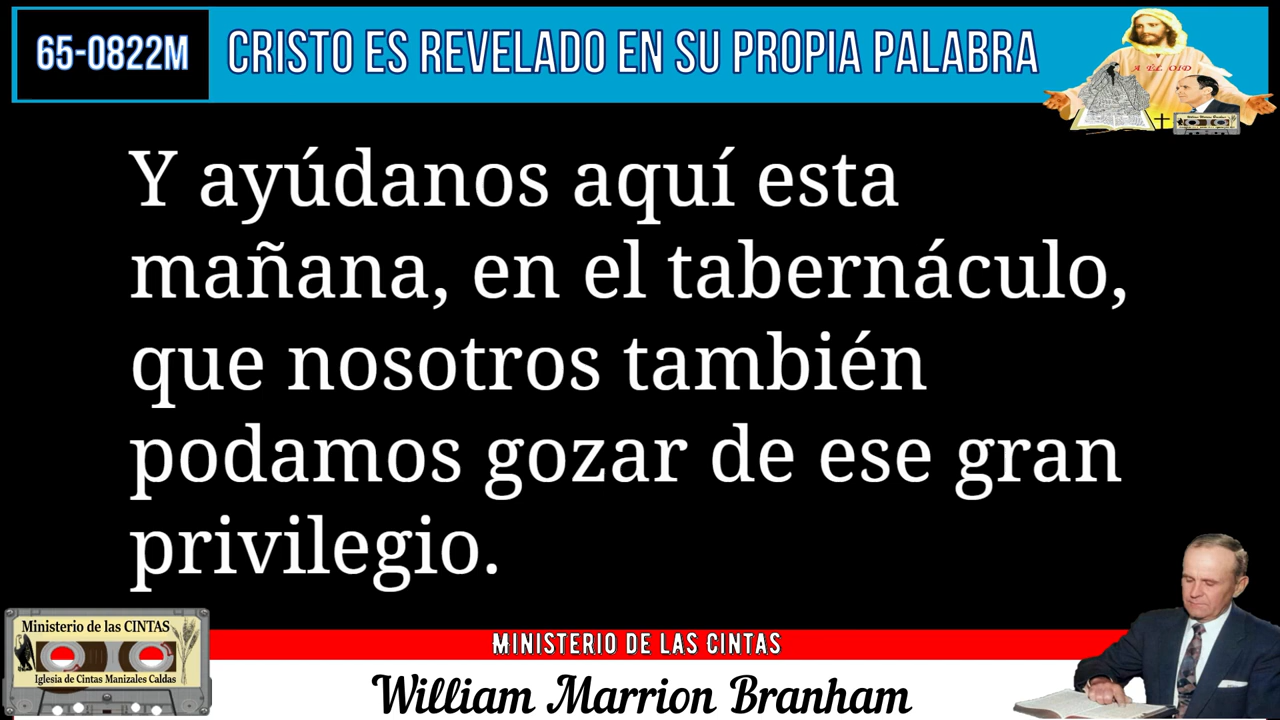 65-0822M
CRISTO ES REVELADO EN SU PROPIA PALABRA
A ÉL OID
Y ayúdanos aquí esta
mañana, en el tabernáculo,
que nosotros también
podamos gozar de ese gran
privilegio.
Ministerio de las CINTAS
Iglesia de Cintas Manizales Caldas
MINISTERIO DE LAS CINTAS
William Marrion Branham